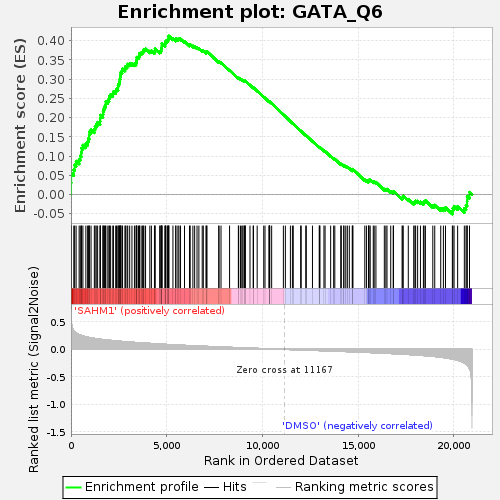 Enrichment plot: GATA_Q6
Enrichment score (ES)
0.40
0.35
0.30
0.25
0.20
0.15
0.10
0.05
0.00
-0.05
'SAHM1' (positively correlated)
Ranked list metric (Signal2Noise)
0.5
0.0
-0.5
-1.0
-1.5
Zero cross at 11167
'DMSO' (negatively correlated)
0
5,000
10,000
15,000
20,000
Rank in Ordered Dataset
Enrichment profile
Hits
Ranking metric scores